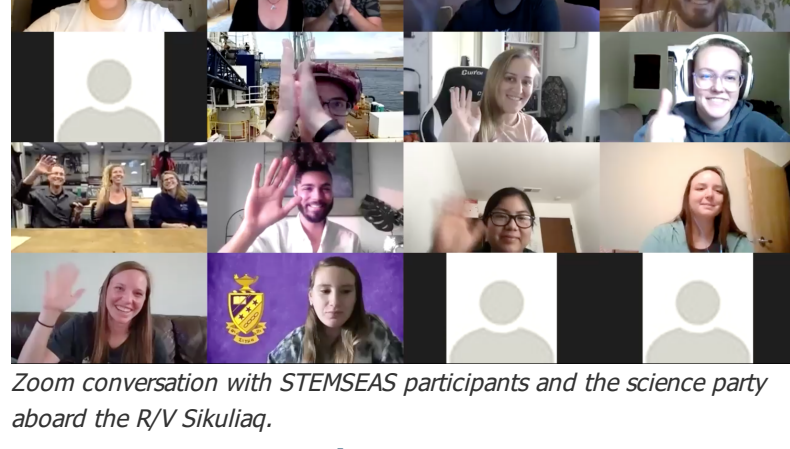 Zoom conversation with STEMSEAS participants and the science party
aboard the R/V Sikuliaq.